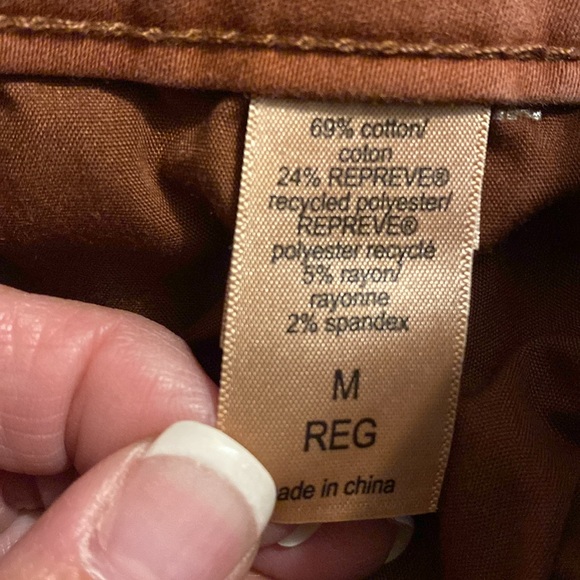 69% cotton/
coton
24% REPREVE®
recycled polyester/
REPREVE®
polyester recyclé
5% rayon/
rayonne
2% spandex
M
REG
ade in china